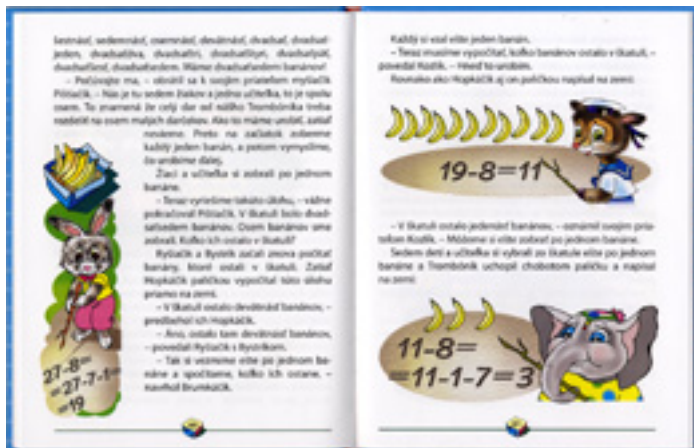 šestnásť, sedemnásť, osemnásť, devätnásť, dvadsať, dvadsať-
jeden, dvadsaťdva, dvadsaťtri, dvadsaťštyri, dvadsaťpäť,
dvadsaťšesť, dvadsaťsedem. Máme dvadsaťsedem banánov!
– Počúvajte ma, – obrátil sa k svojim priateľom myšiačik
Pôtiačik. – Nás je tu sedem žiakov a jedna učiteľka, to je spolu
osem. To znamená že celý dar od nášho Trombónika treba
rozdeliť na osem malých darčekov. Ako to máme urobiť, zatiaľ
nevieme. Preto na začiatok zoberieme
každý jeden banán, a potom vymyslíme,
čo urobíme ďalej.
Žiaci a učiteľka si zobrali po jednom
banáne.
– Teraz vyriešime takúto úlohu, – vážne
pokračoval Pôtiačik. V škatuli bolo dvad-
saťsedem banánov. Osem banánov sme
zobrali. Koľko ich ostalo v škatuli?
Ryšiačik a Bystrík začali znova počítať
banány, ktoré ostali v škatuli. Zatiaľ
Hopkáčik paličkou vypočítal túto úlohu
priamo na zemi.
– V škatuli ostalo devätnásť banánov, –
predbehol ich Hopkáčik.
– Áno, ostalo tam devätnásť banánov,
– povedali Ryšiačik s Bystríkom.
– Tak si vezmeme ešte po jednom ba-
náne a spočítame, koľko ich ostane, –
navrhol Brumkáčik.
27-8=
=27-7-1=
=19
Každý si vzal ešte jeden banán.
– Teraz musíme vypočítať, koľko banánov ostalo v škatuli, –
povedal Kozlík. – Hneď to urobím.
Rovnako ako Hopkáčik aj on paličkou napísal na zemi:
19-8=11
– V škatuli ostalo jedenásť banánov, – oznámil svojim pria-
teľom Kozlík. – Môžeme si ešte zobrať po jednom banáne.
Sedem detí a učiteľka si vybrali zo škatule ešte po jednom
banáne a Trombónik uchopil chobotom paličku a napísal
na zemi:
11-8=
=11-1-7=3